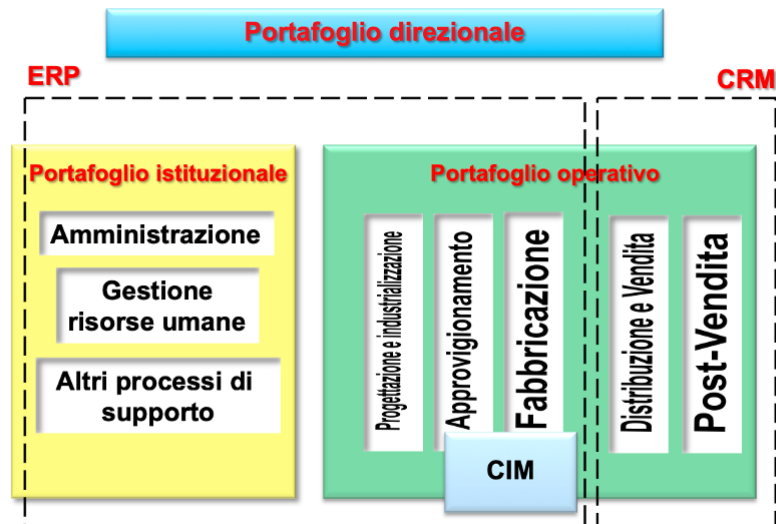 Portafoglio direzionale
ERP
CRM
Portafoglio istituzionale
Amministrazione
Gestione
risorse umane
Altri processi di
supporto
Portafoglio operativo
Progettazione e industrializzazione
Approvigionamento
Fabbricazione
Distribuzione e Vendita
Post-Vendita
CIM